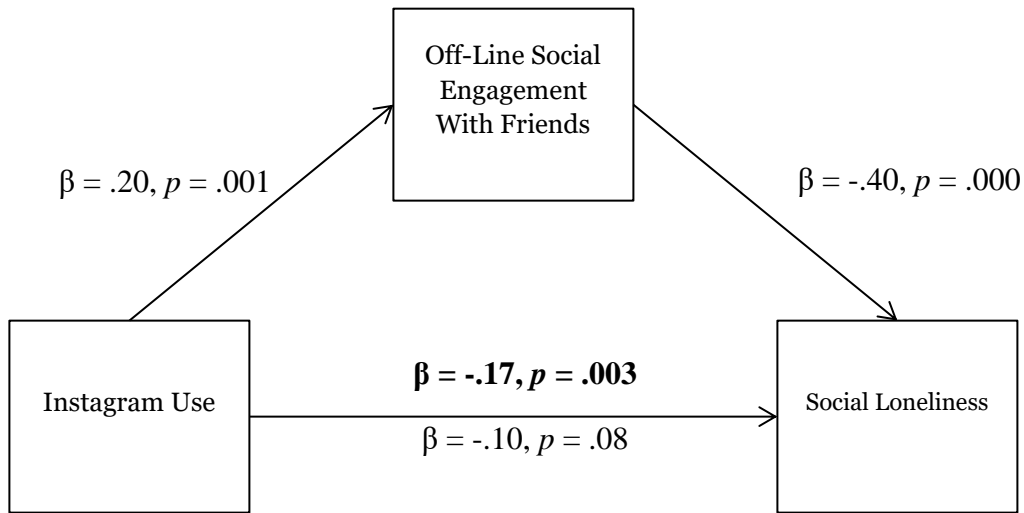 Off-Line Social
Engagement
With Friends
β = .20, p = .001
β = -.40, p = .000
β = -.17, p = .003
Instagram Use
Social Loneliness
β = -.10, p = .08